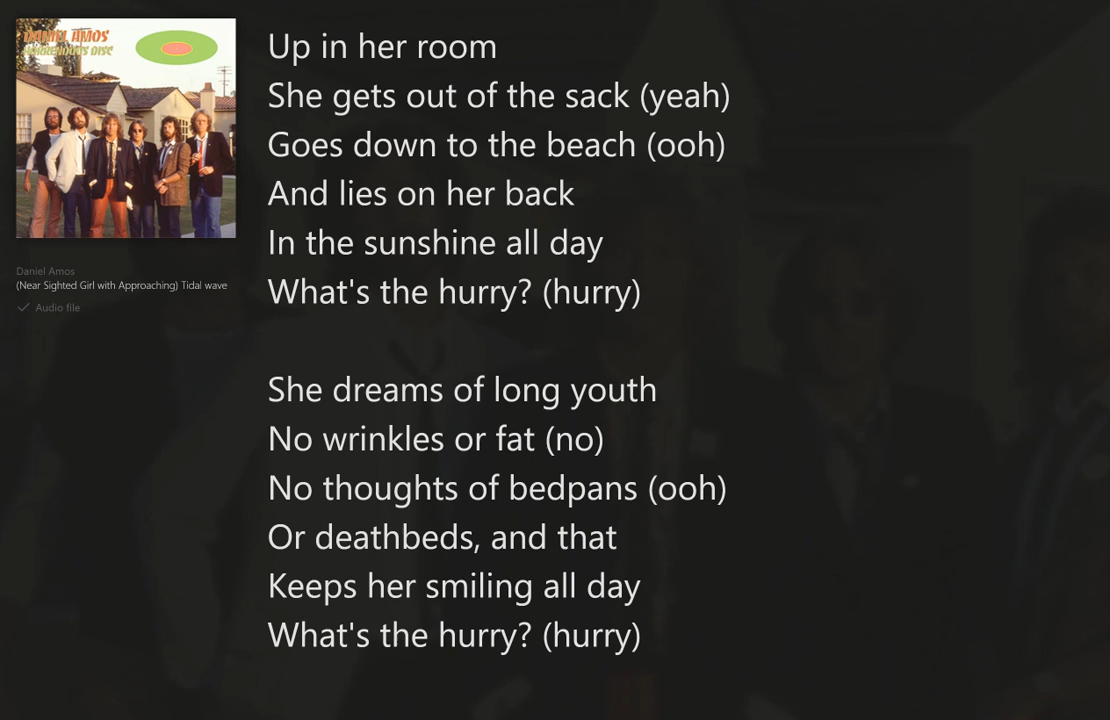 DANIEL AMOS
HORRENDOUS DISC
Up in her room
She gets out of the sack (yeah)
Goes down to the beach (ooh)
And lies on her back
In the sunshine all day
What's the hurry? (hurry)
Daniel Amos
(Near Sighted Girl with Approaching) Tidal wave
Audio file
She dreams of long youth
No wrinkles or fat (no)
No thoughts of bedpans (ooh)
Or deathbeds, and that
Keeps her smiling all day
What's the hurry? (hurry)